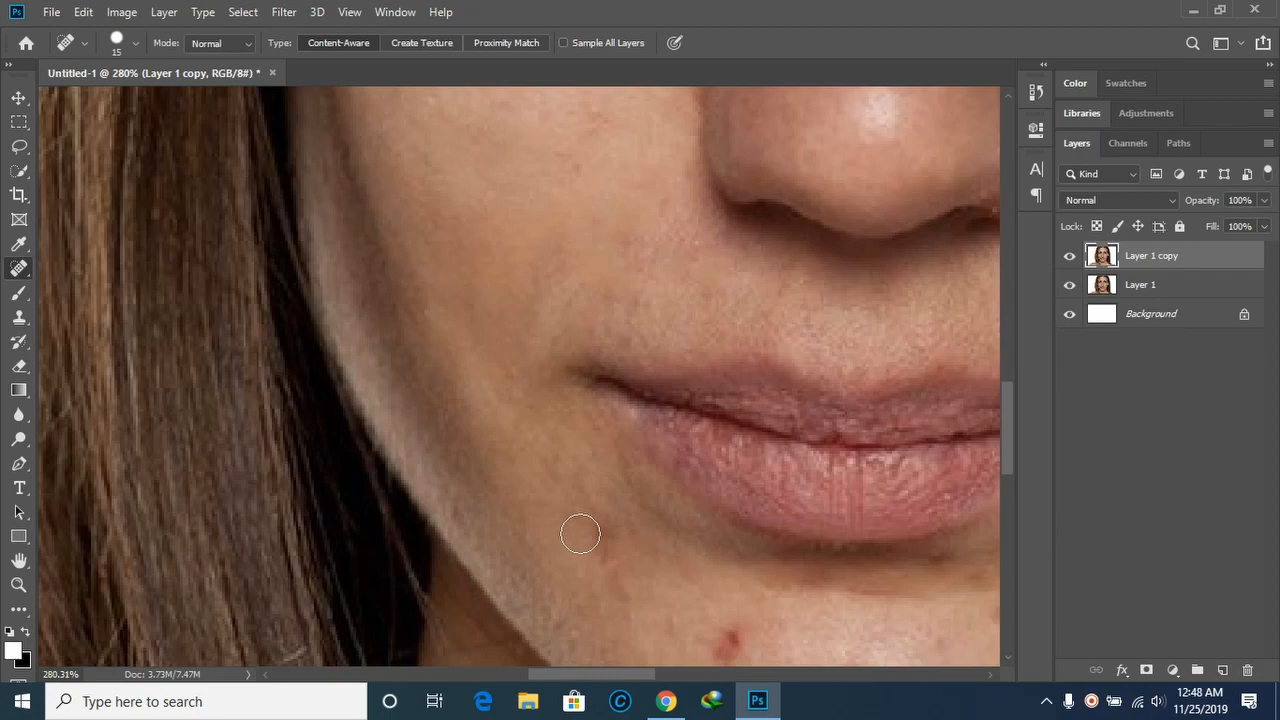 Ps File Edit Image Layer Type Select Filter 3D View Window Help
15 Mode: Normal Type: Content-Aware Create Texture Proximity Match Sample All Layers
Untitled-1 @ 280% (Layer 1 copy, RGB/8#) * ×
Color Swatches
Libraries Adjustments
Layers Channels Paths
Kind
Normal Opacity: 100%
Lock: Fill: 100%
Layer 1 copy
Layer 1
Background
280.31% Doc: 3.73M/7.47M
Type here to search
Ps
12:48 AM
11/25/2019